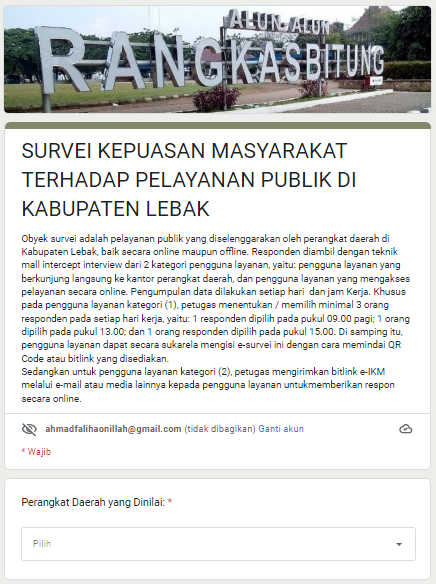 ALUN-ALUN
RANGKASBITUNG
SURVEI KEPUASAN MASYARAKAT
TERHADAP PELAYANAN PUBLIK DI
KABUPATEN LEBAK
Obyek survei adalah pelayanan publik yang diselenggarakan oleh perangkat daerah di
Kabupaten Lebak, baik secara online maupun offline. Responden diambil dengan teknik
mall intercept interview dari 2 kategori pengguna layanan, yaitu: pengguna layanan yang
berkunjung langsung ke kantor perangkat daerah, dan pengguna layanan yang mengakses
pelayanan secara online. Pengumpulan data dilakukan setiap hari dan jam Kerja. Khusus
pada pengguna layanan kategori (1), petugas menentukan / memilih minimal 3 orang
responden pada setiap hari kerja, yaitu: 1 responden dipilih pada pukul 09.00 pagi; 1 orang
dipilih pada pukul 13.00; dan 1 orang responden dipilih pada pukul 15.00. Di samping itu,
pengguna layanan dapat secara sukarela mengisi e-survei ini dengan cara memindai QR
Code atau bitlink yang disediakan.
Sedangkan untuk pengguna layanan kategori (2), petugas mengirimkan bitlink e-IKM
melalui e-mail atau media lainnya kepada pengguna layanan untukmemberikan respon
secara online.
ahmadfalihaonillah@gmail.com (tidak dibagikan) Ganti akun
* Wajib
Perangkat Daerah yang Dinilai: *
Pilih